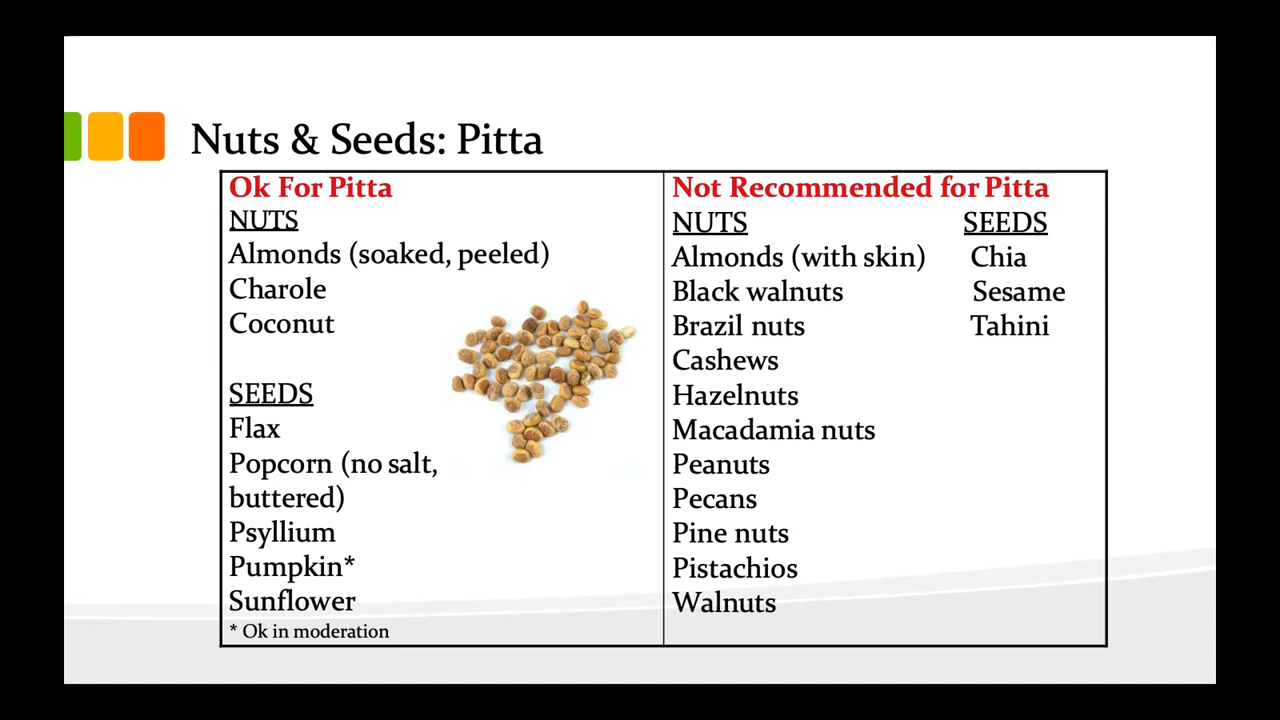 Nuts & Seeds: Pitta
Ok For Pitta
NUTS
Almonds (soaked, peeled)
Charole
Coconut
SEEDS
Flax
Popcorn (no salt,
buttered)
Psyllium
Pumpkin*
Sunflower
* Ok in moderation
Not Recommended for Pitta
NUTS
Almonds (with skin)
Black walnuts
Brazil nuts
Cashews
Hazelnuts
Macadamia nuts
Peanuts
Pecans
Pine nuts
Pistachios
Walnuts
SEEDS
Chia
Sesame
Tahini